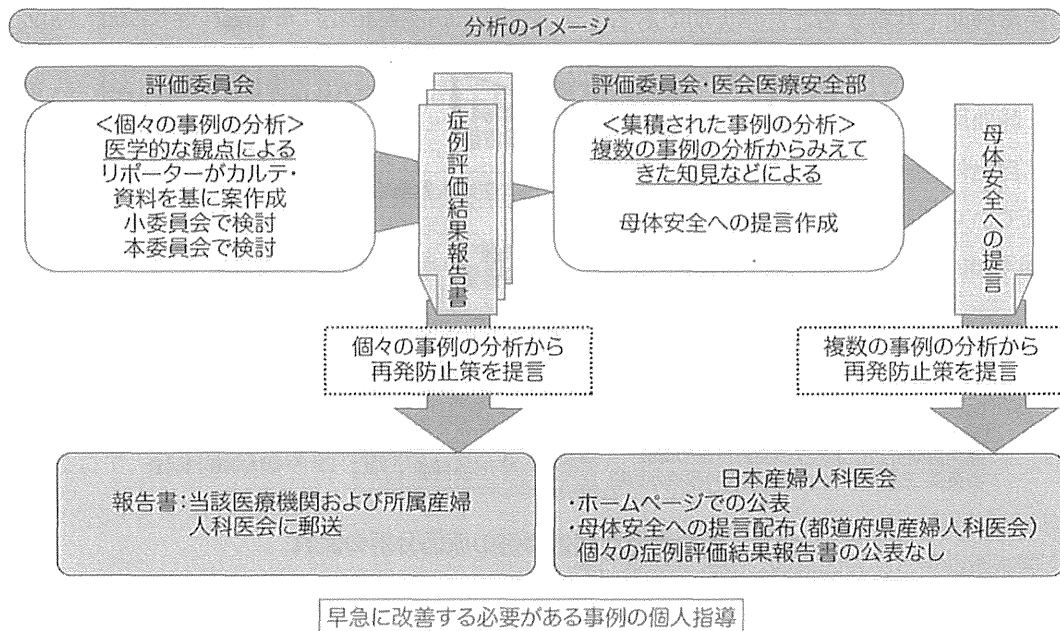 分析のイメージ
評価委員会
<個々の事例の分析>
医学的な観点による
リポーターがカルテ・
資料を基に案作成
小委員会で検討
本委員会で検討
症例評価結果報告書
評価委員会・医会医療安全部
<集積された事例の分析>
複数の事例の分析からみえて
きた知見などによる
母体安全への提言作成
母体安全への提言
個々の事例の分析から
再発防止策を提言
複数の事例の分析から
再発防止策を提言
報告書:当該医療機関および所属産婦
人科医会に郵送
日本産婦人科医会
・ホームページでの公表
・母体安全への提言配布(都道府県産婦人科医会)
個々の症例評価結果報告書の公表なし
早急に改善する必要がある事例の個人指導